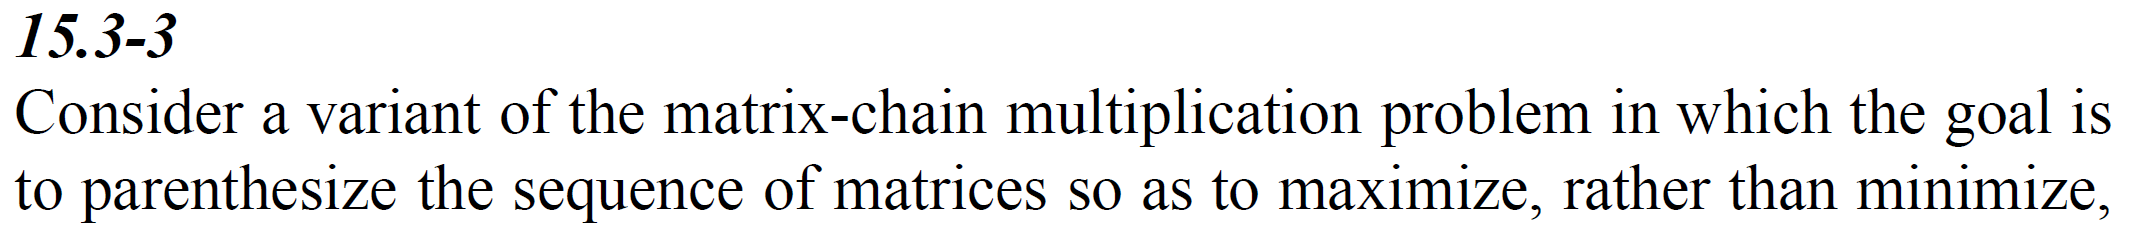 15.3-3
Consider a variant of the matrix-chain multiplication problem in which the goal is
to parenthesize the sequence of matrices so as to maximize, rather than minimize,